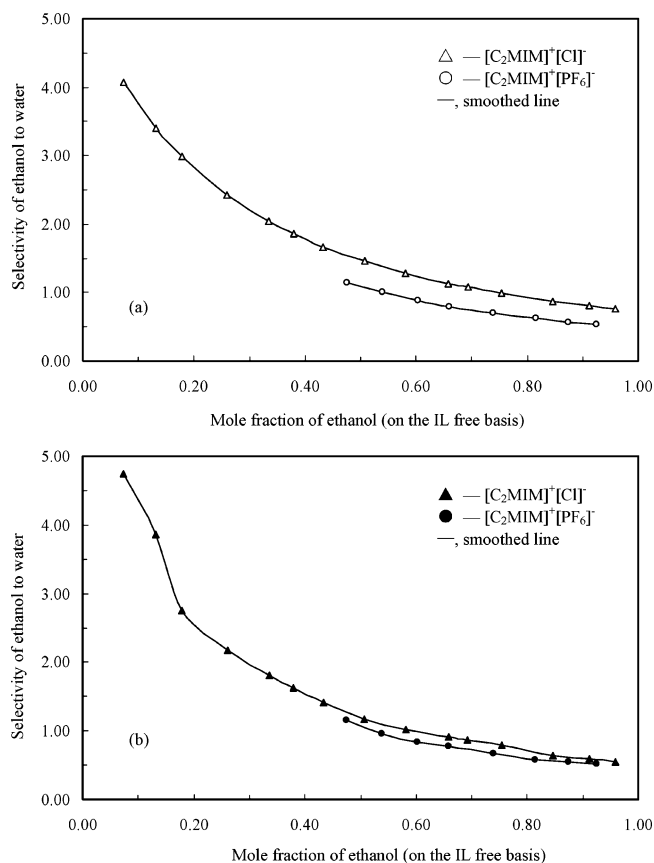 5.00
4.00
3.00
2.00
1.00
0.00
Selectivity of ethanol to water
△ — [C₂MIM]⁺[Cl]⁻
○ — [C₂MIM]⁺[PF₆]⁻
—, smoothed line
(a)
0.00 0.20 0.40 0.60 0.80 1.00
Mole fraction of ethanol (on the IL free basis)
5.00
4.00
3.00
2.00
1.00
0.00
Selectivity of ethanol to water
▲ — [C₂MIM]⁺[Cl]⁻
● — [C₂MIM]⁺[PF₆]⁻
—, smoothed line
(b)
0.00 0.20 0.40 0.60 0.80 1.00
Mole fraction of ethanol (on the IL free basis)